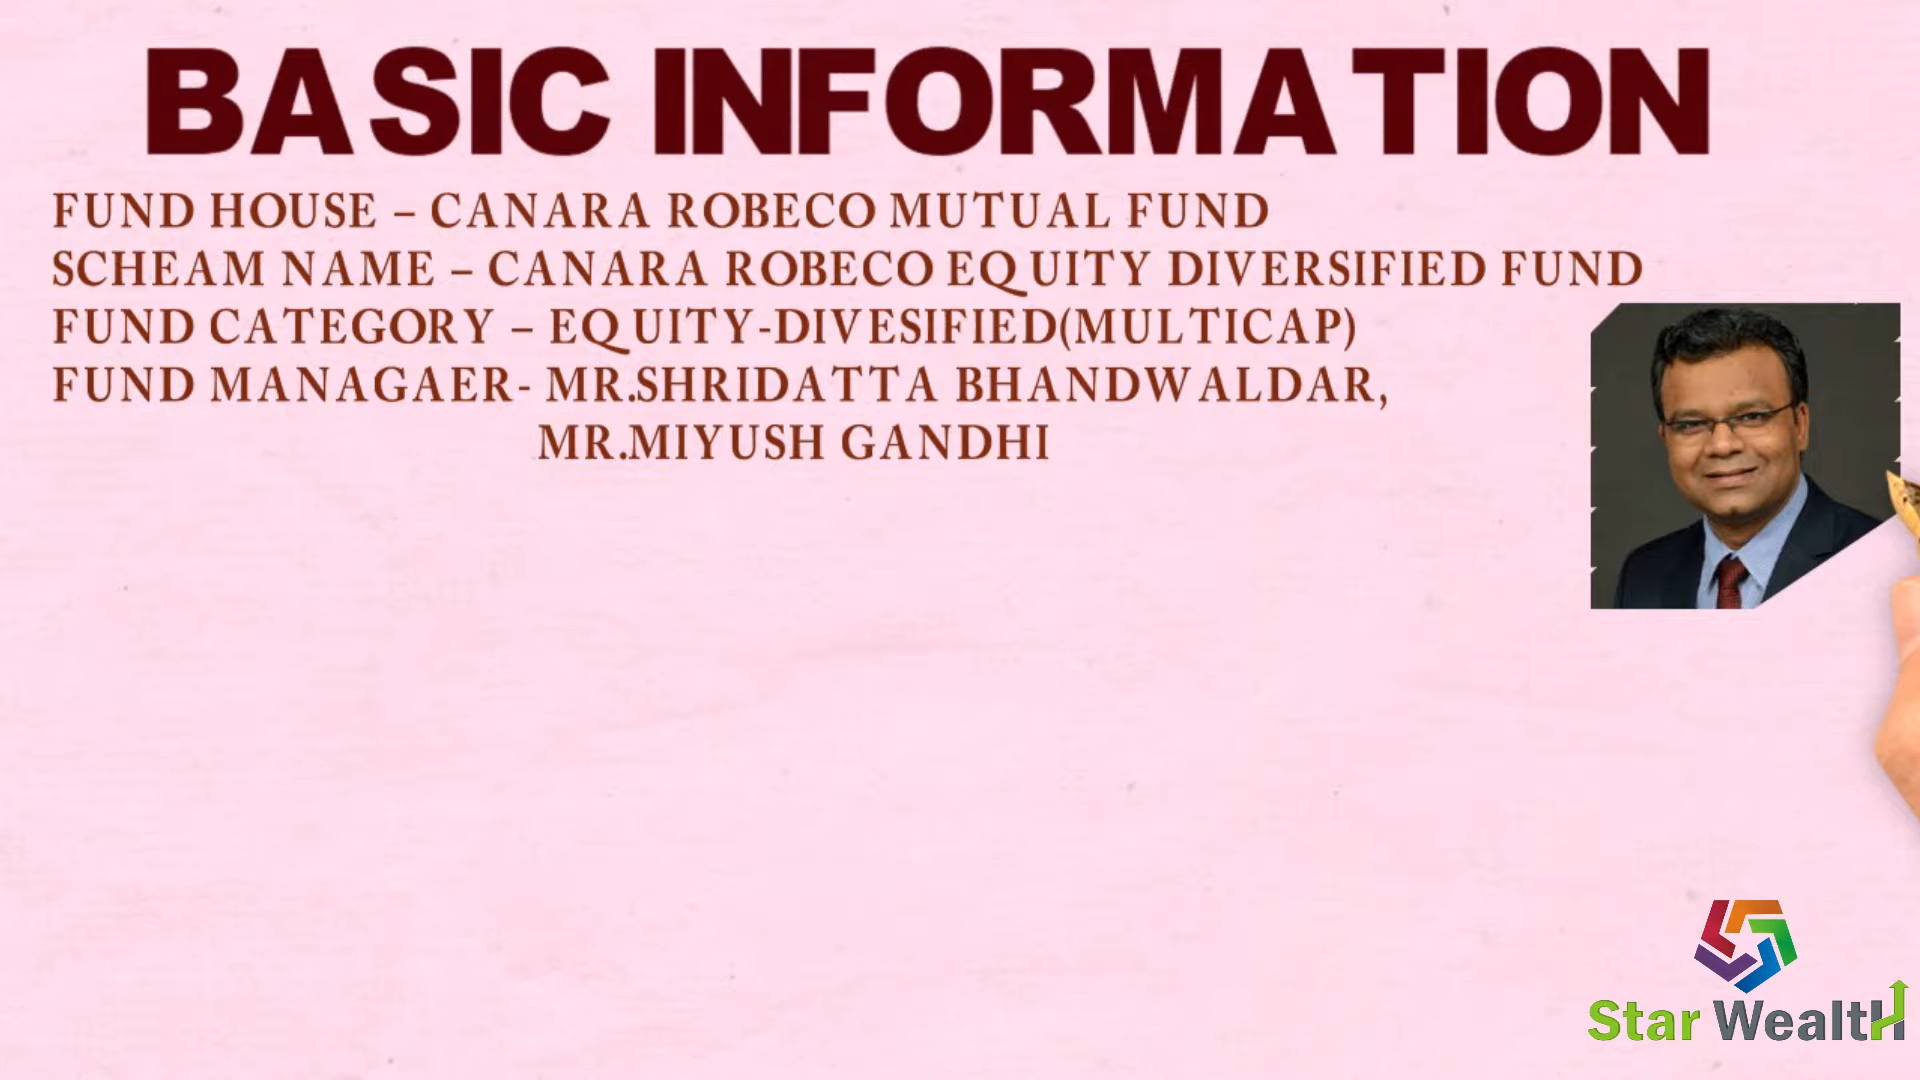 BASIC INFORMATION
FUND HOUSE – CANARA ROBECO MUTUAL FUND
SCHEAM NAME – CANARA ROBECO EQUITY DIVERSIFIED FUND
FUND CATEGORY – EQUITY-DIVESIFIED(MULTICAP)
FUND MANAGAER- MR.SHRIDATTA BHANDWALDAR,
MR.MIYUSH GANDHI
Star Wealth